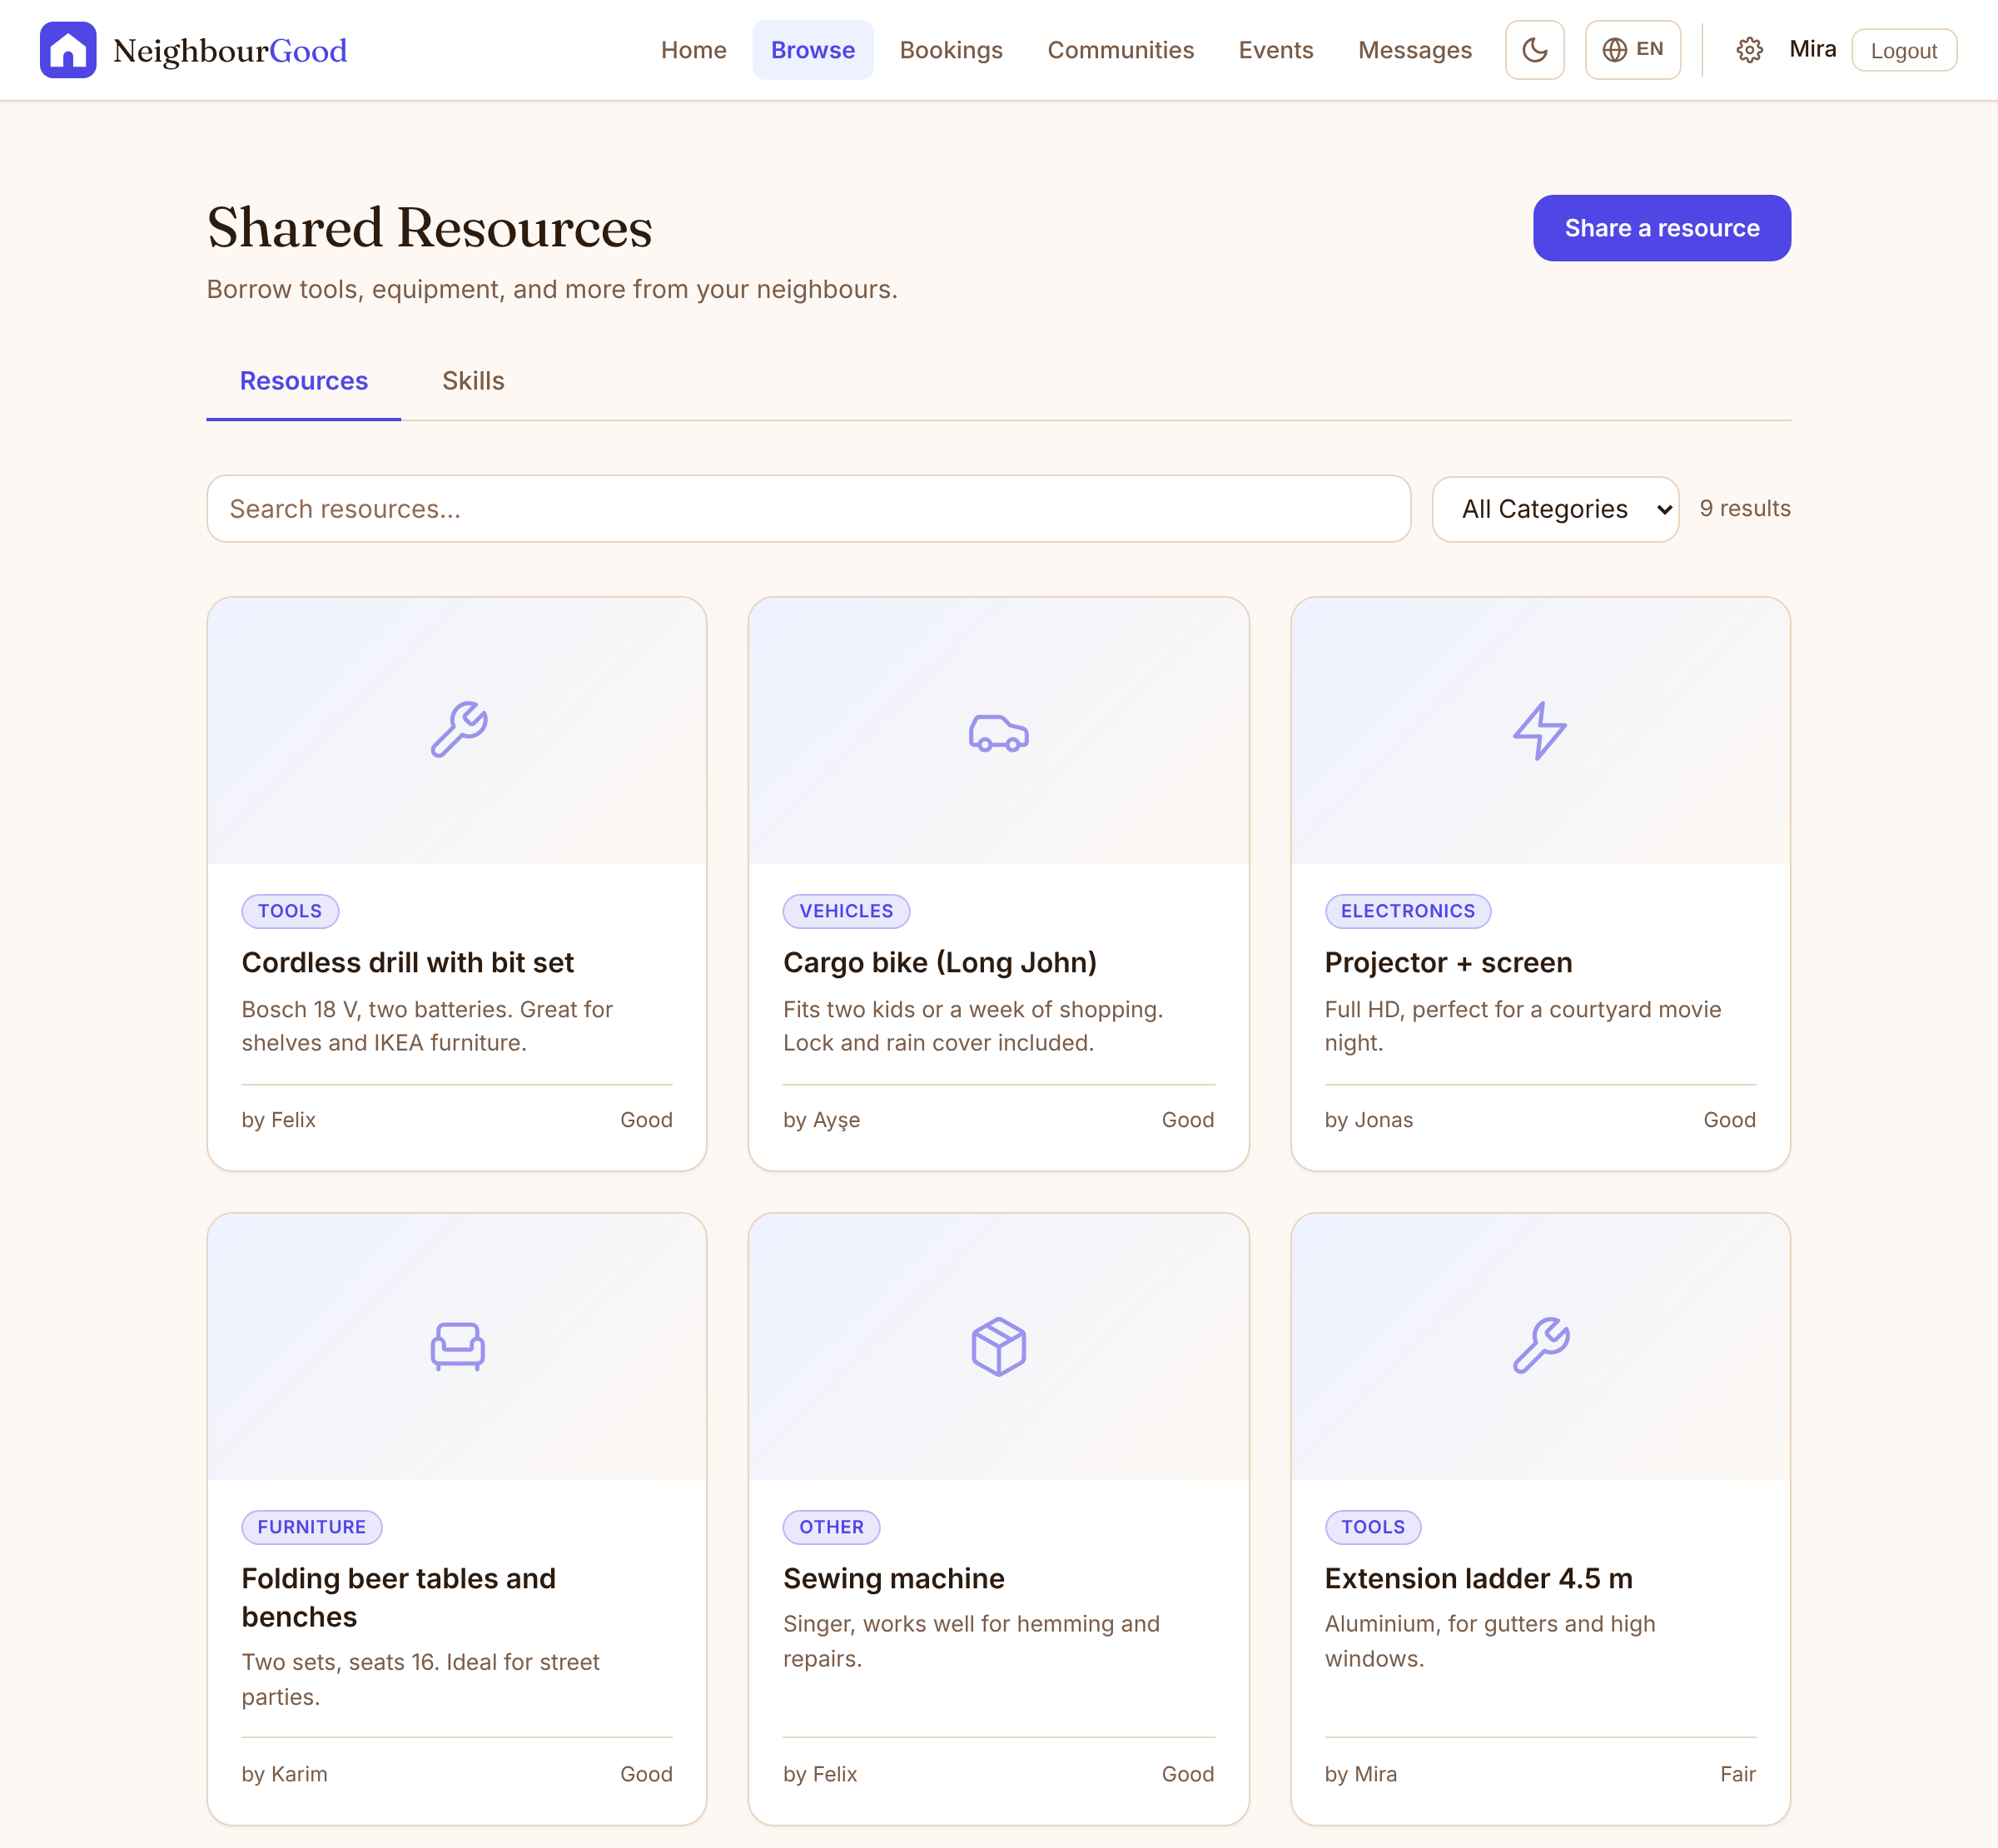 NeighbourGood
Home Browse Bookings Communities Events Messages EN Mira Logout
Shared Resources
Share a resource
Borrow tools, equipment, and more from your neighbours.
Resources Skills
Search resources...
All Categories
9 results
TOOLS
Cordless drill with bit set
Bosch 18 V, two batteries. Great for
shelves and IKEA furniture.
by Felix Good
VEHICLES
Cargo bike (Long John)
Fits two kids or a week of shopping.
Lock and rain cover included.
by Ayşe Good
ELECTRONICS
Projector + screen
Full HD, perfect for a courtyard movie
night.
by Jonas Good
FURNITURE
Folding beer tables and
benches
Two sets, seats 16. Ideal for street
parties.
by Karim Good
OTHER
Sewing machine
Singer, works well for hemming and
repairs.
by Felix Good
TOOLS
Extension ladder 4.5 m
Aluminium, for gutters and high
windows.
by Mira Fair